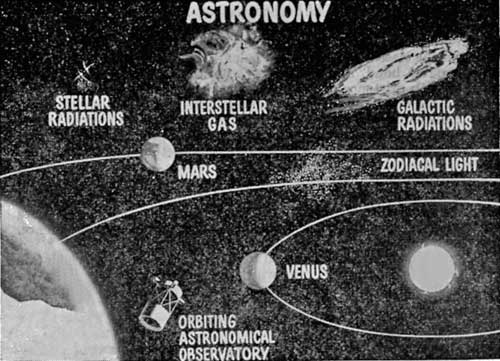 ASTRONOMY
STELLAR
RADIATIONS
INTERSTELLAR
GAS
GALACTIC
RADIATIONS
MARS
ZODIACAL LIGHT
VENUS
ORBITING
ASTRONOMICAL
OBSERVATORY